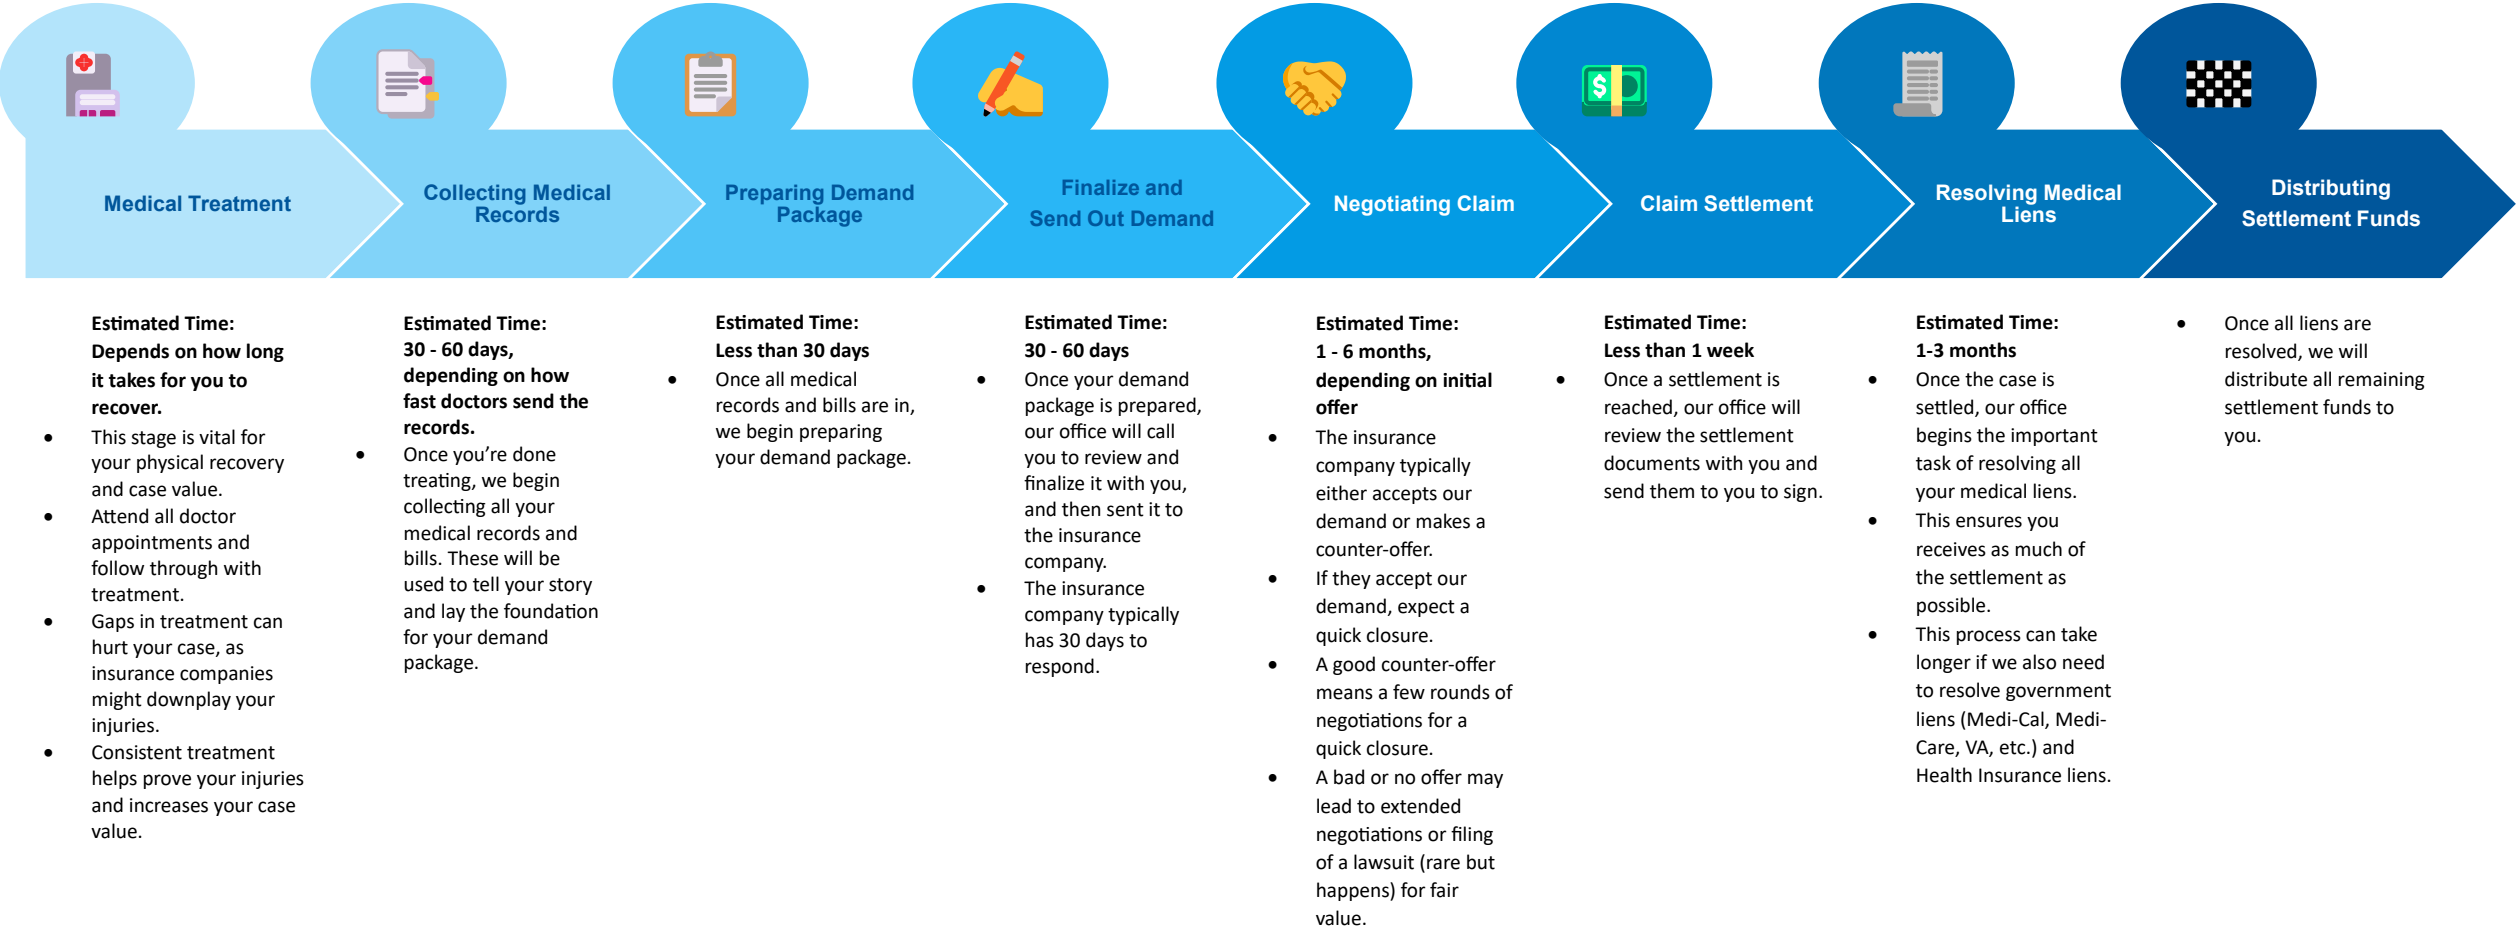 Medical Treatment
Collecting Medical
Records
Preparing Demand
Package
Finalize and
Send Out Demand
Negotiating Claim
Claim Settlement
Resolving Medical
Liens
Distributing
Settlement Funds
Estimated Time:
Depends on how long
it takes for you to
recover.
• This stage is vital for
your physical recovery
and case value.
• Attend all doctor
appointments and
follow through with
treatment.
• Gaps in treatment can
hurt your case, as
insurance companies
might downplay your
injuries.
• Consistent treatment
helps prove your injuries
and increases your case
value.
Estimated Time:
30 - 60 days,
depending on how
fast doctors send the
records.
• Once you’re done
treating, we begin
collecting all your
medical records and
bills. These will be
used to tell your story
and lay the foundation
for your demand
package.
Estimated Time:
Less than 30 days
• Once all medical
records and bills are in,
we begin preparing
your demand package.
Estimated Time:
30 - 60 days
• Once your demand
package is prepared,
our office will call
you to review and
finalize it with you,
and then sent it to
the insurance
company.
• The insurance
company typically
has 30 days to
respond.
Estimated Time:
1 - 6 months,
depending on initial
offer
• The insurance
company typically
either accepts our
demand or makes a
counter-offer.
• If they accept our
demand, expect a
quick closure.
• A good counter-offer
means a few rounds of
negotiations for a
quick closure.
• A bad or no offer may
lead to extended
negotiations or filing
of a lawsuit (rare but
happens) for fair
value.
Estimated Time:
Less than 1 week
• Once a settlement is
reached, our office will
review the settlement
documents with you and
send them to you to sign.
Estimated Time:
1-3 months
• Once the case is
settled, our office
begins the important
task of resolving all
your medical liens.
• This ensures you
receives as much of
the settlement as
possible.
• This process can take
longer if we also need
to resolve government
liens (Medi-Cal, Medi-
Care, VA, etc.) and
Health Insurance liens.
• Once all liens are
resolved, we will
distribute all remaining
settlement funds to
you.